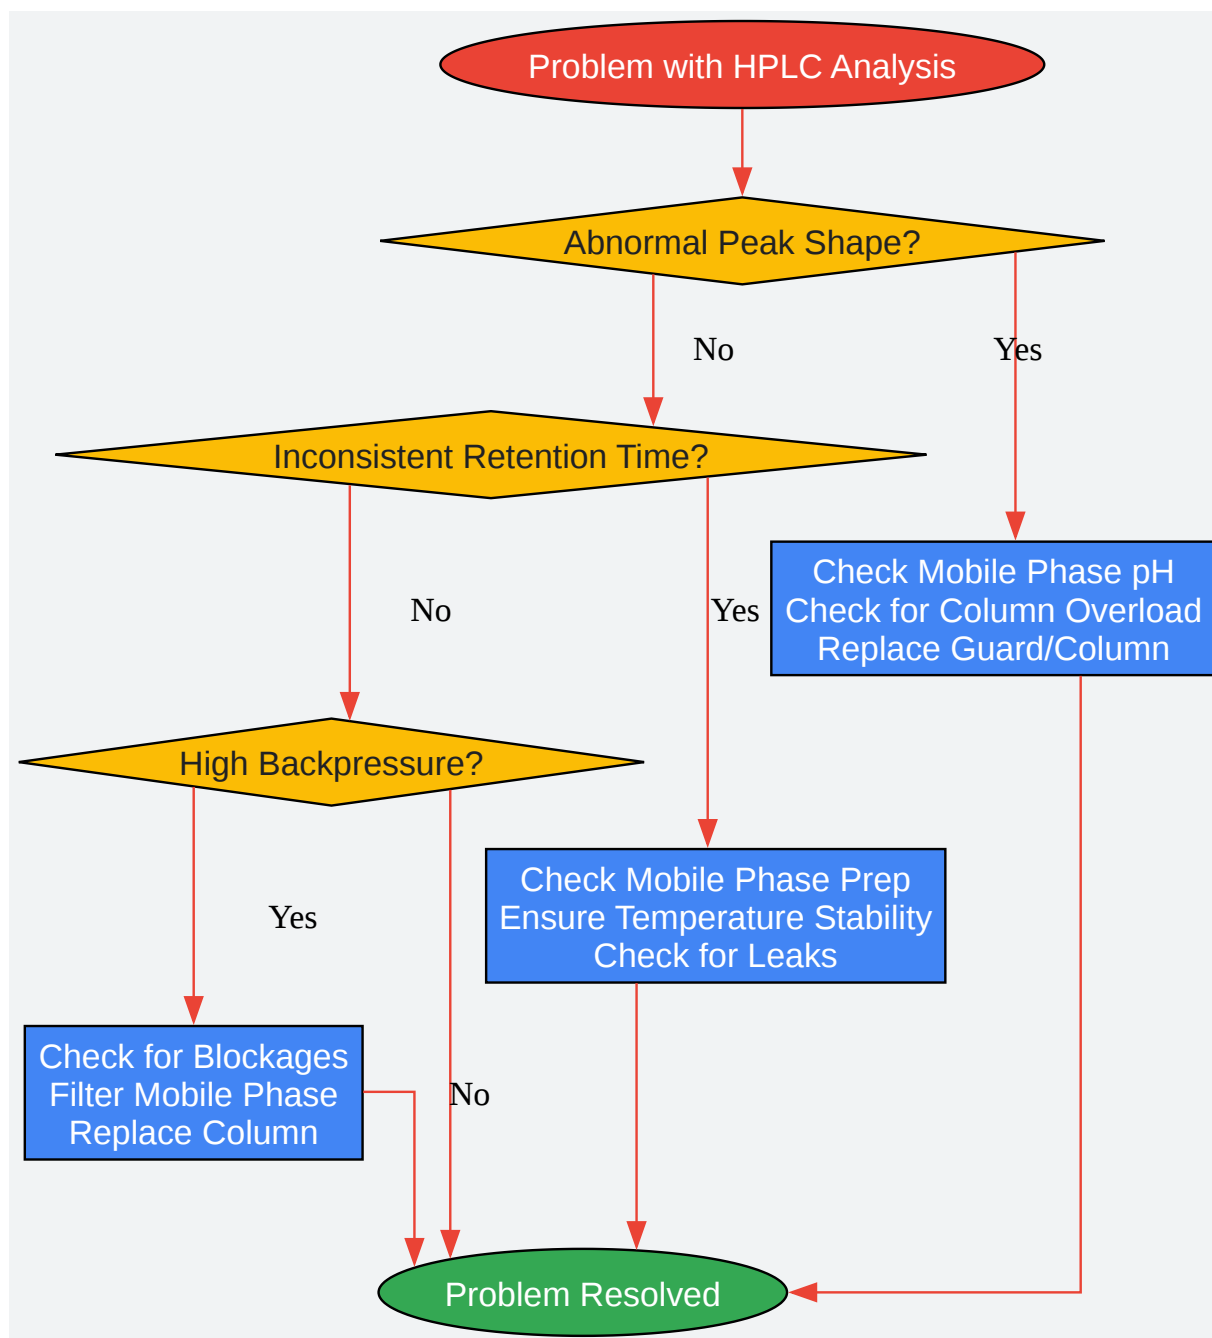 Problem with HPLC Analysis
Abnormal Peak Shape?
No
Yes
Inconsistent Retention Time?
Check Mobile Phase pH
Check for Column Overload
Replace Guard/Column
No
Yes
High Backpressure?
Check Mobile Phase Prep
Ensure Temperature Stability
Check for Leaks
Yes
Check for Blockages
Filter Mobile Phase
Replace Column
No
Problem Resolved